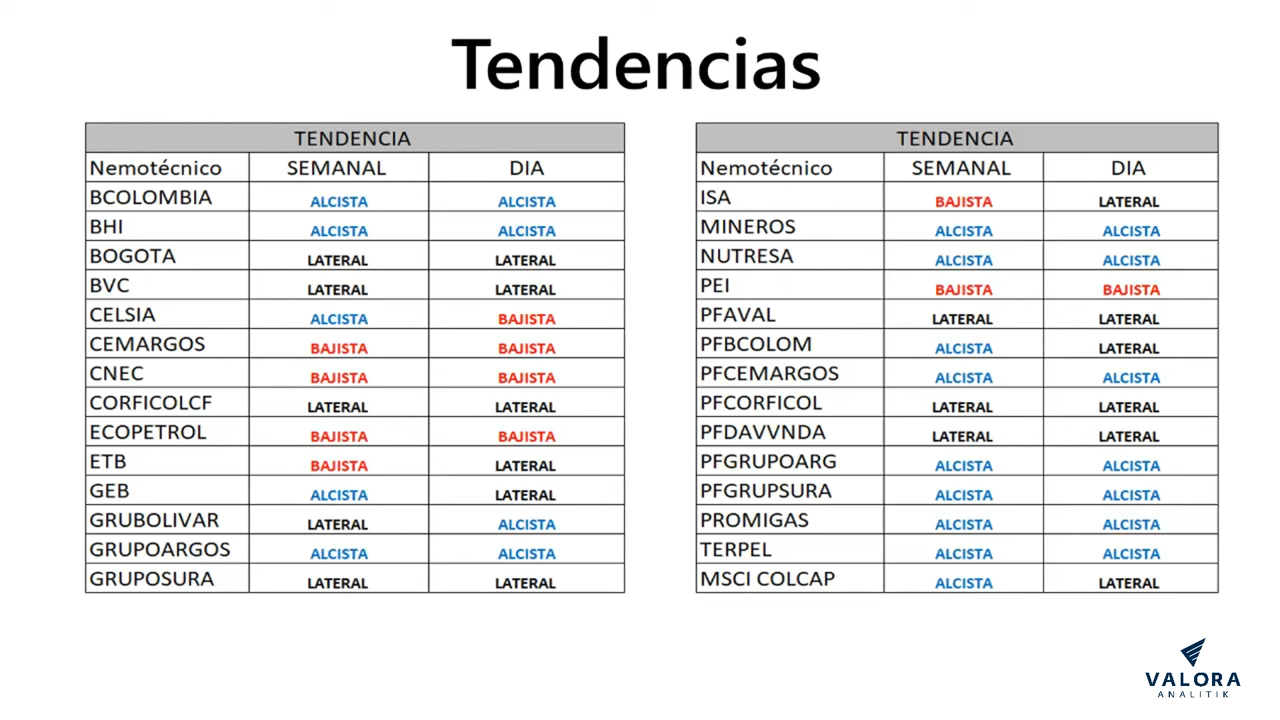 Tendencias
TENDENCIA
Nemotécnico SEMANAL DIA
BCOLOMBIA ALCISTA ALCISTA
BHI ALCISTA ALCISTA
BOGOTA LATERAL LATERAL
BVC LATERAL LATERAL
CELSIA ALCISTA BAJISTA
CEMARGOS BAJISTA BAJISTA
CNEC BAJISTA BAJISTA
CORFICOLCF LATERAL LATERAL
ECOPETROL BAJISTA BAJISTA
ETB BAJISTA LATERAL
GEB ALCISTA LATERAL
GRUBOLIVAR LATERAL ALCISTA
GRUPOARGOS ALCISTA ALCISTA
GRUPOSURA LATERAL LATERAL
TENDENCIA
Nemotécnico SEMANAL DIA
ISA BAJISTA LATERAL
MINEROS ALCISTA ALCISTA
NUTRESA ALCISTA ALCISTA
PEI BAJISTA BAJISTA
PFAVAL LATERAL LATERAL
PFBCOLOM ALCISTA LATERAL
PFCEMARGOS ALCISTA ALCISTA
PFCORFICOL LATERAL LATERAL
PFDAVVNDA LATERAL LATERAL
PFGRUPOARG ALCISTA ALCISTA
PFGRUPSURA ALCISTA ALCISTA
PROMIGAS ALCISTA ALCISTA
TERPEL ALCISTA ALCISTA
MSCI COLCAP ALCISTA LATERAL
VALORA
ANALITIK